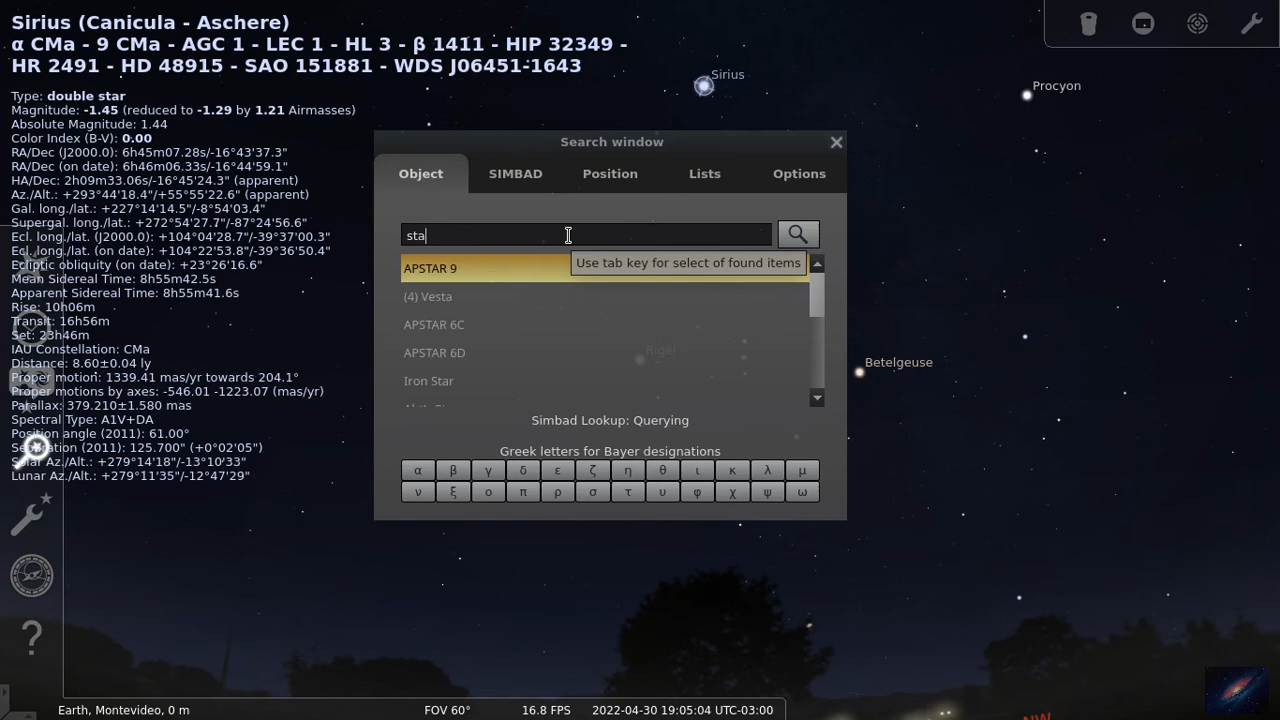 Sirius (Canicula - Aschere)
α CMa - 9 CMa - AGC 1 - LEC 1 - HL 3 - β 1411 - HIP 32349 -
HR 2491 - HD 48915 - SAO 151881 - WDS J06451-1643
Type: double star
Magnitude: -1.45 (reduced to -1.29 by 1.21 Airmasses)
Absolute Magnitude: 1.44
Color Index (B-V): 0.00
RA/Dec (J2000.0): 6h45m07.28s/-16°43'37.3"
RA/Dec (on date): 6h46m06.33s/-16°44'59.1"
HA/Dec: 2h09m33.06s/-16°45'24.3" (apparent)
Az./Alt.: +293°44'18.4"/+55°55'22.6" (apparent)
Gal. long./lat.: +227°14'14.5"/-8°54'03.4"
Supergal. long./lat.: +272°54'27.7"/-87°24'56.6"
Ecl. long./lat. (J2000.0): +104°04'28.7"/-39°37'00.3"
Ecl. long./lat. (on date): +104°22'53.8"/-39°36'50.4"
Ecliptic obliquity (on date): +23°26'16.6"
Mean Sidereal Time: 8h55m42.5s
Apparent Sidereal Time: 8h55m41.6s
Rise: 10h06m
Transit: 16h56m
Set: 23h46m
IAU Constellation: CMa
Distance: 8.60±0.04 ly
Proper motion: 1339.41 mas/yr towards 204.1°
Proper motions by axes: -546.01 -1223.07 (mas/yr)
Parallax: 379.210±1.580 mas
Spectral Type: A1V+DA
Position angle (2011): 61.00°
Separation (2011): 125.700" (+0°02'05")
Solar Az./Alt.: +279°14'18"/-13°10'33"
Lunar Az./Alt.: +279°11'35"/-12°47'29"
Sirius
Procyon
Search window
Object SIMBAD Position Lists Options
sta
Use tab key for select of found items
APSTAR 9
(4) Vesta
APSTAR 6C
APSTAR 6D
Iron Star
Rigel
Betelgeuse
Simbad Lookup: Querying
Greek letters for Bayer designations
α β γ δ ε ζ η θ ι κ λ μ
ν ξ ο π ρ σ τ υ φ χ ψ ω
?
Earth, Montevideo, 0 m FOV 60° 16.8 FPS 2022-04-30 19:05:04 UTC-03:00
NW